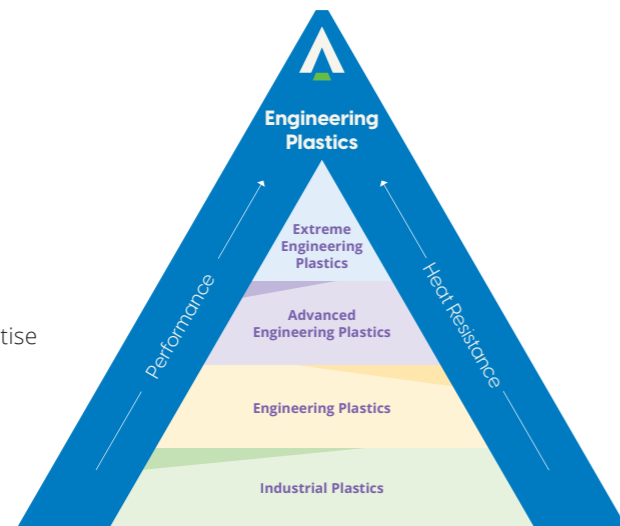 Engineering
Plastics
Extreme
Engineering
Plastics
Performance
Heat Resistance
Advanced
Engineering Plastics
tise
Engineering Plastics
Industrial Plastics